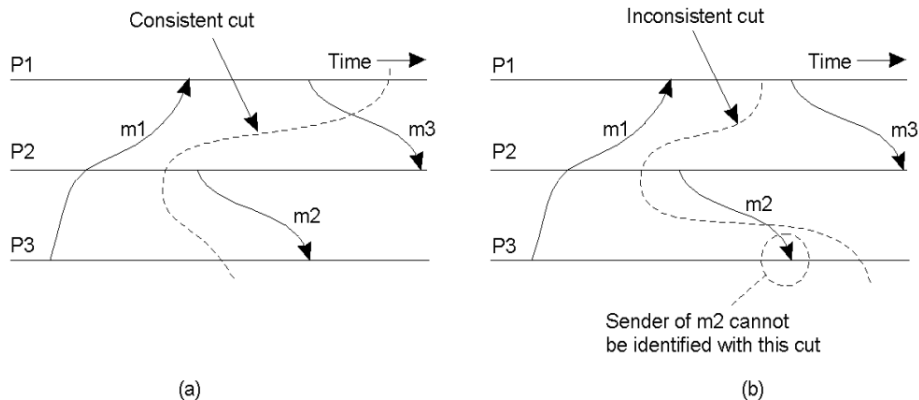 Consistent cut
Time
P1
m1
m3
P2
m2
P3
(a)
Inconsistent cut
Time
P1
m1
m3
P2
m2
P3
Sender of m2 cannot
be identified with this cut
(b)